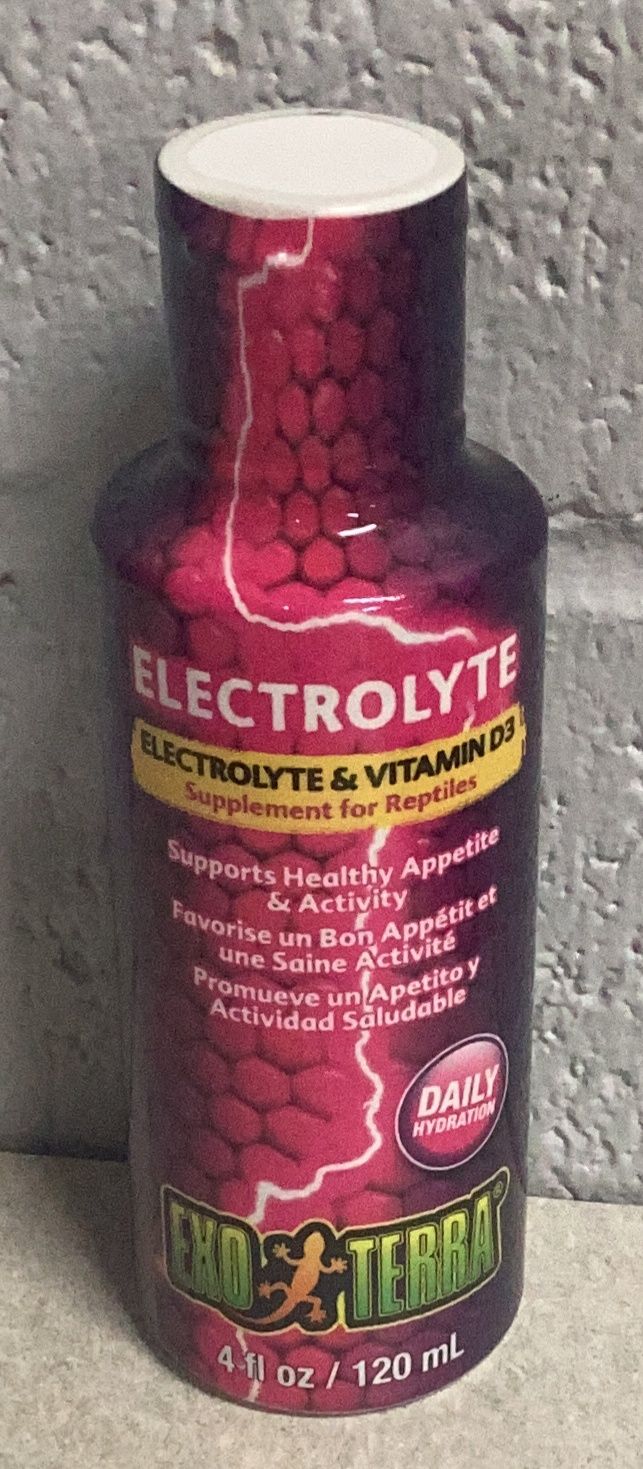 ELECTROLYTE
ELECTROLYTE & VITAMIN D3
Supplement for Reptiles
Supports Healthy Appetite
& Activity
Favorise un Bon Appétit et
une Saine Activité
Promueve un Apetito y
Actividad Saludable
DAILY
HYDRATION
EXO TERRA®
4 fl oz / 120 mL